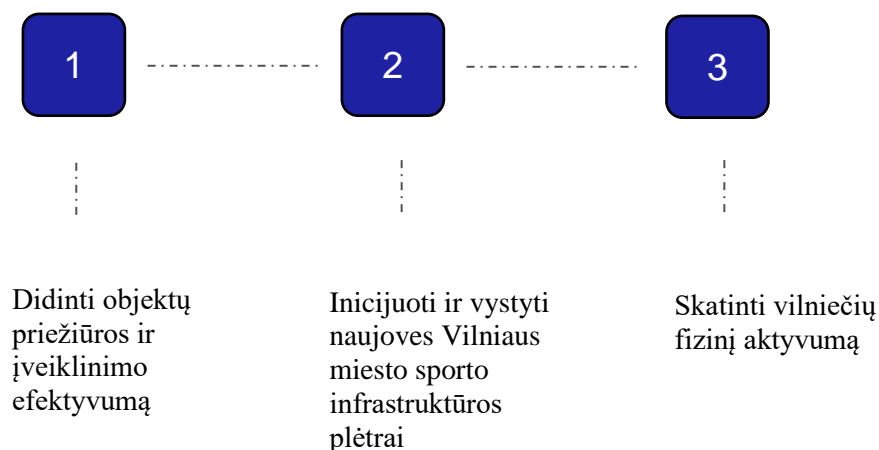 1
2
3
Didinti objektų
priežiūros ir
įveiklinimo
efektyvumą
Inicijuoti ir vystyti
naujoves Vilniaus
miesto sporto
infrastruktūros
plėtrai
Skatinti vilniečių
fizinį aktyvumą